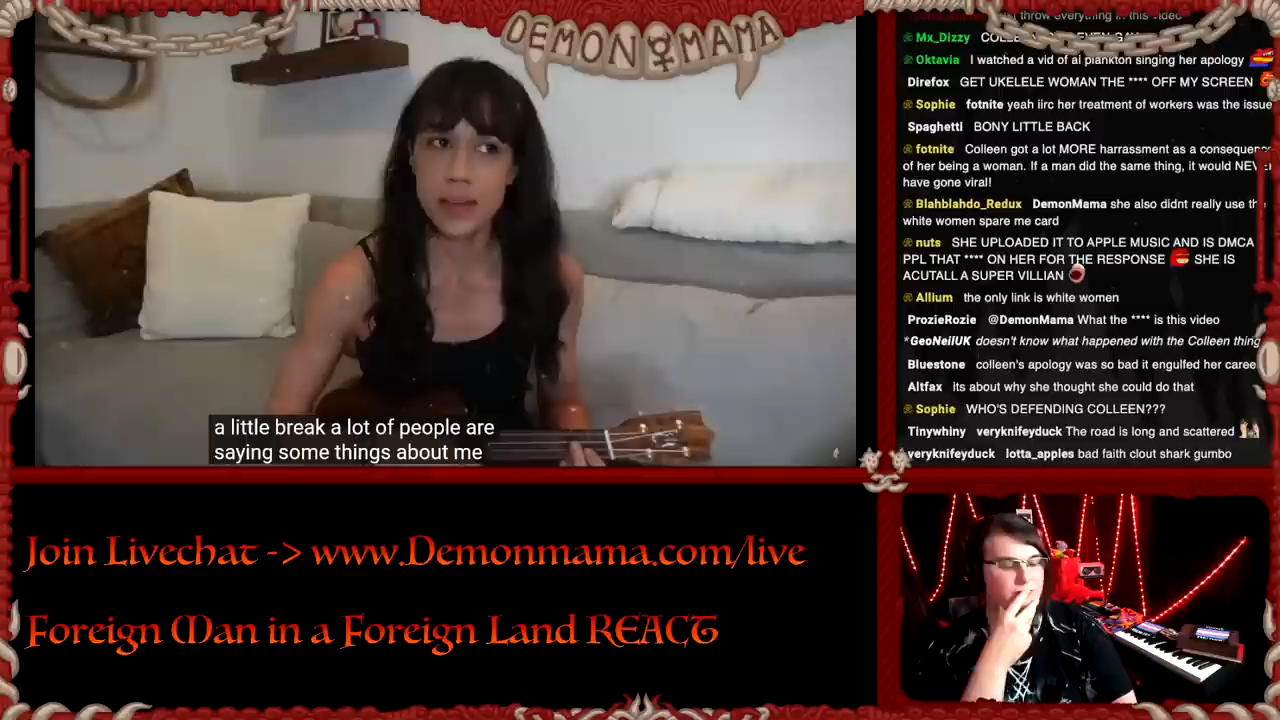 DEMON MAMA
a little break a lot of people are
saying some things about me
throw everything in this video
Mx_Dizzy
Oktavia I watched a vid of ai plankton singing her apology
Direfox GET UKELELE WOMAN THE **** OFF MY SCREEN
Sophie fotnite yeah iirc her treatment of workers was the issue
Spaghetti BONY LITTLE BACK
fotnite Colleen got a lot MORE harrassment as a consequence
of her being a woman. If a man did the same thing, it would NEVER
have gone viral!
Blahblahdo_Redux DemonMama she also didnt really use the
white women spare me card
nuts SHE UPLOADED IT TO APPLE MUSIC AND IS DMCA
PPL THAT **** ON HER FOR THE RESPONSE SHE IS
ACUTALL A SUPER VILLIAN
Allium the only link is white women
ProzieRozie @DemonMama What the **** is this video
*GeoNeilUK doesn't know what happened with the Colleen thing
Bluestone colleen's apology was so bad it engulfed her caree
Altfax its about why she thought she could do that
Sophie WHO'S DEFENDING COLLEEN???
Tinywhiny veryknifeyduck The road is long and scattered
veryknifeyduck lotta_apples bad faith clout shark gumbo
Join Livechat -> www.Demonmama.com/live
Foreign Man in a Foreign Land REACT